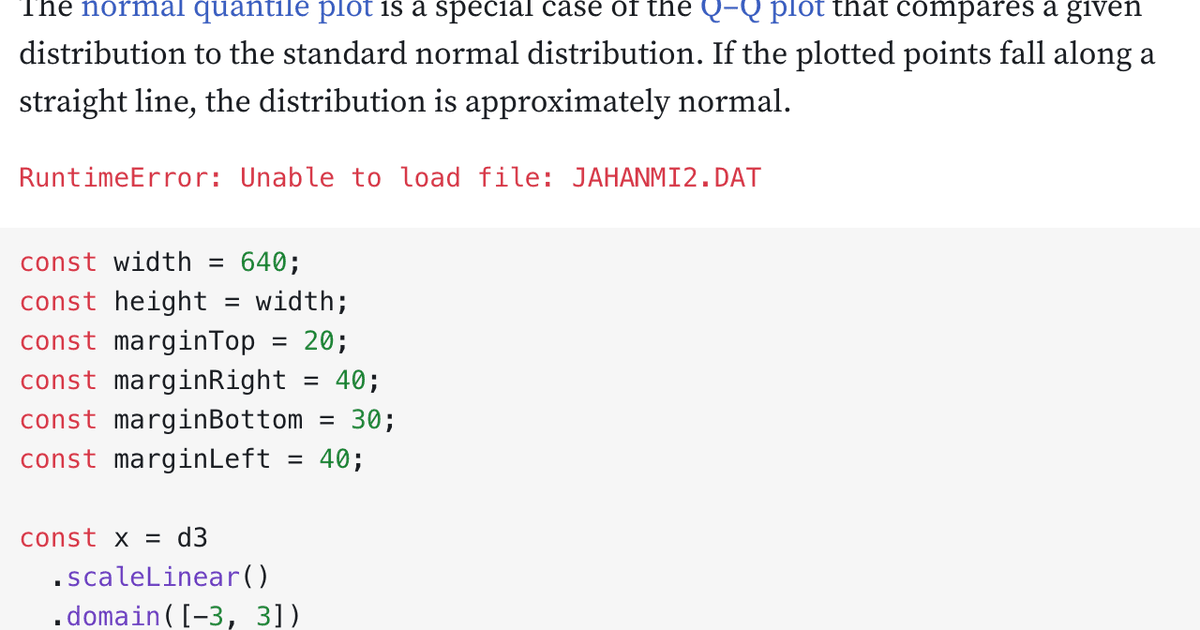 The normal quantile plot is a special case of the Q–Q plot that compares a given
distribution to the standard normal distribution. If the plotted points fall along a
straight line, the distribution is approximately normal.
RuntimeError: Unable to load file: JAHANMI2.DAT
const width = 640;
const height = width;
const marginTop = 20;
const marginRight = 40;
const marginBottom = 30;
const marginLeft = 40;
const x = d3
  .scaleLinear()
  .domain([–3, 3])